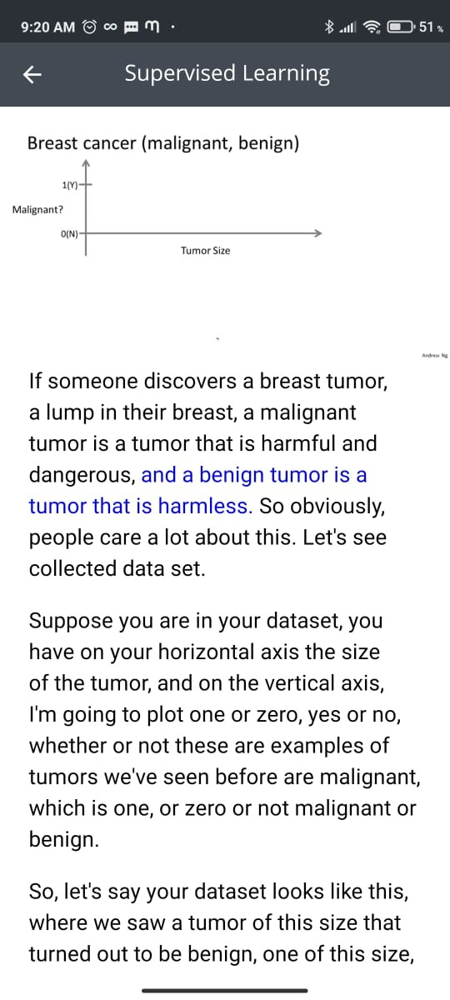 9:20 AM
51 %
Supervised Learning
Breast cancer (malignant, benign)
1(Y)
Malignant?
0(N)
Tumor Size
Andrew Ng
If someone discovers a breast tumor,
a lump in their breast, a malignant
tumor is a tumor that is harmful and
dangerous, and a benign tumor is a
tumor that is harmless. So obviously,
people care a lot about this. Let's see
collected data set.
Suppose you are in your dataset, you
have on your horizontal axis the size
of the tumor, and on the vertical axis,
I'm going to plot one or zero, yes or no,
whether or not these are examples of
tumors we've seen before are malignant,
which is one, or zero or not malignant or
benign.
So, let's say your dataset looks like this,
where we saw a tumor of this size that
turned out to be benign, one of this size,